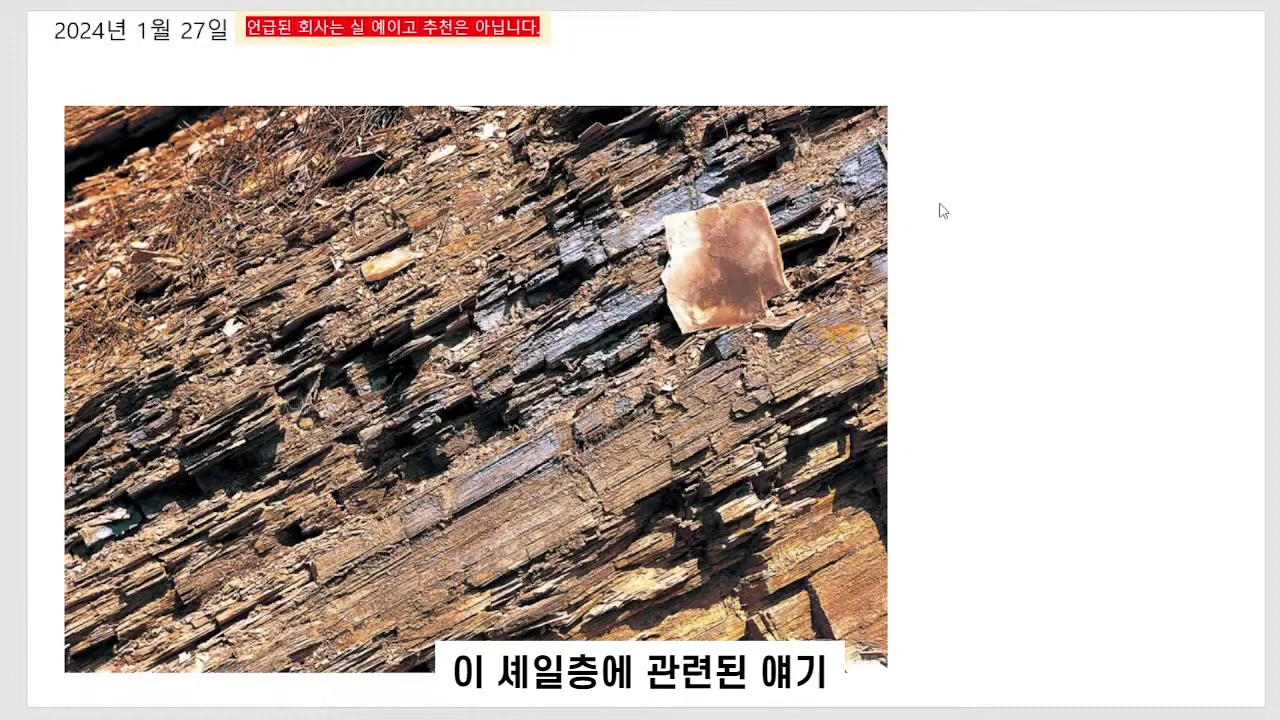 2024년 1월 27일
언급된 회사는 실 예이고 추천은 아닙니다.
이 셰일층에 관련된 얘기